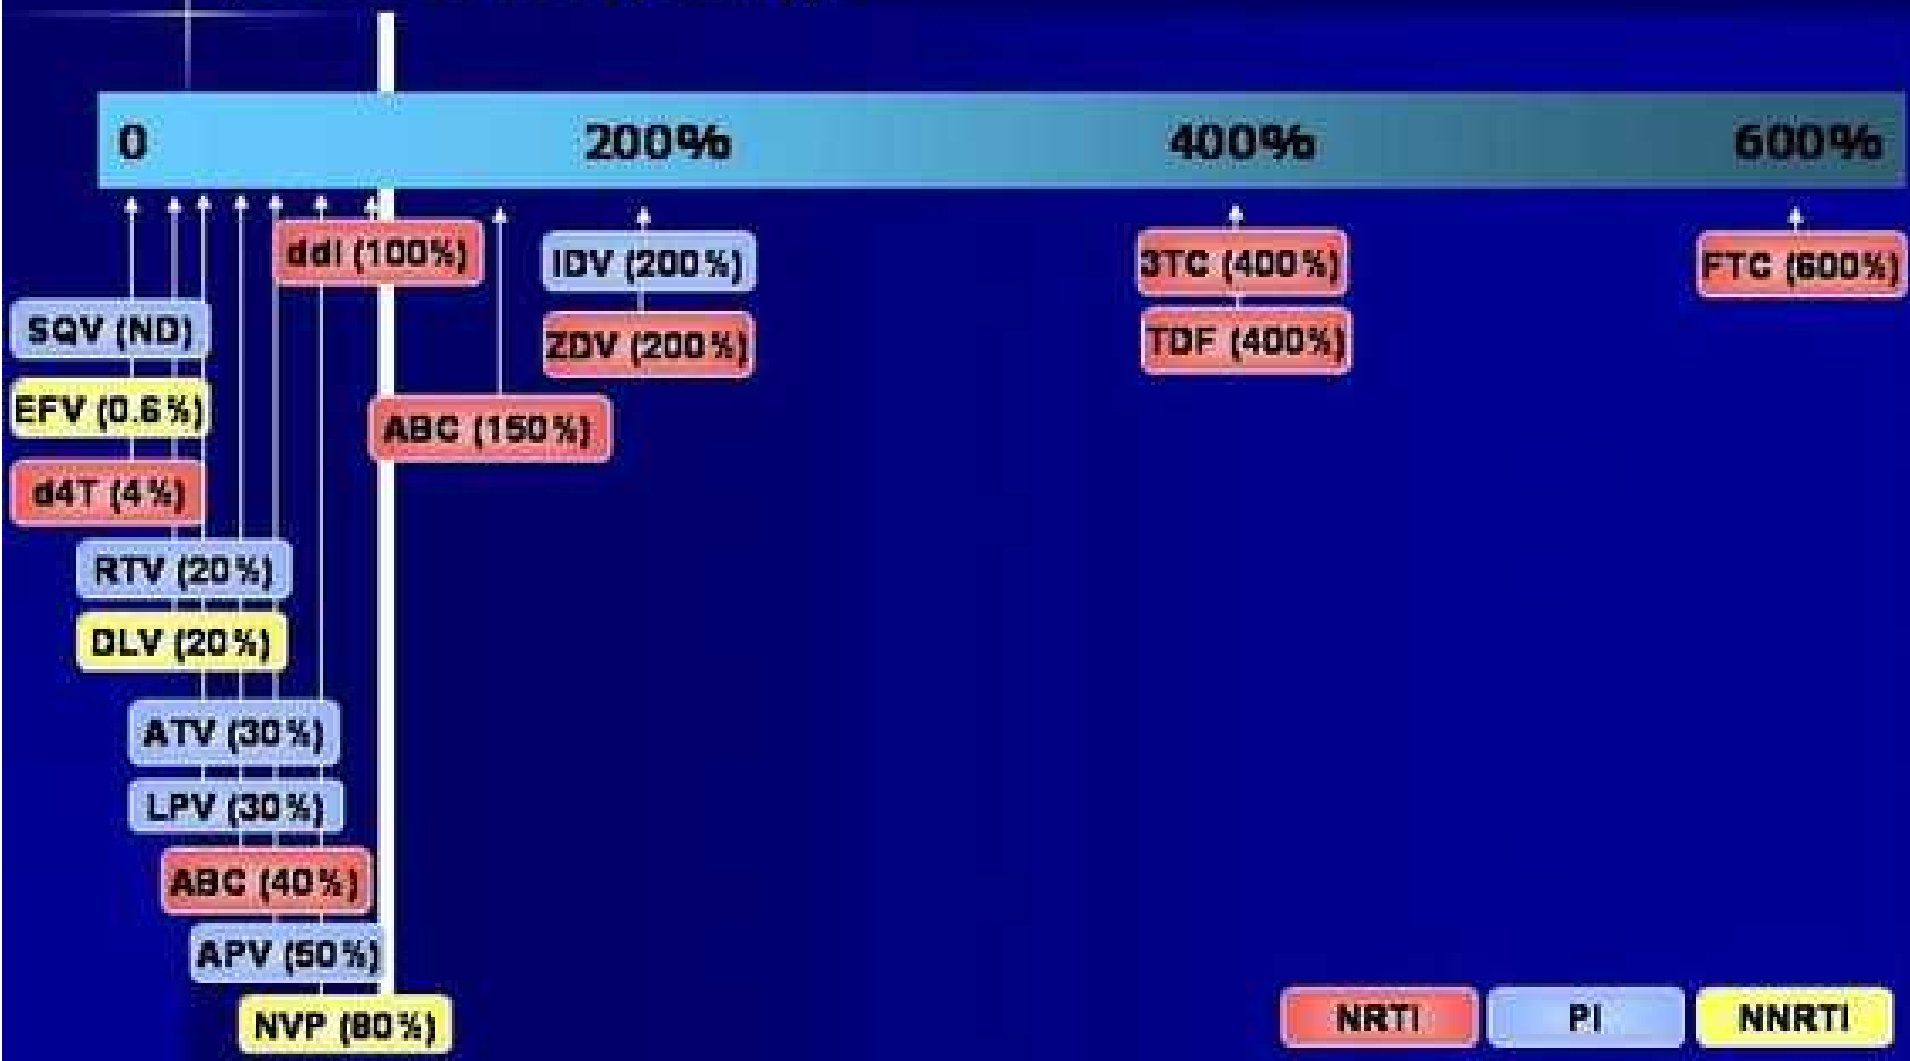 0 200% 400% 600%
ddI (100%)
IDV (200%)
3TC (400%)
FTC (600%)
SQV (ND)
ZDV (200%)
TDF (400%)
EFV (0.6%)
ABC (150%)
d4T (4%)
RTV (20%)
DLV (20%)
ATV (30%)
LPV (30%)
ABC (40%)
APV (50%)
NVP (80%)
NRTI PI NNRTI